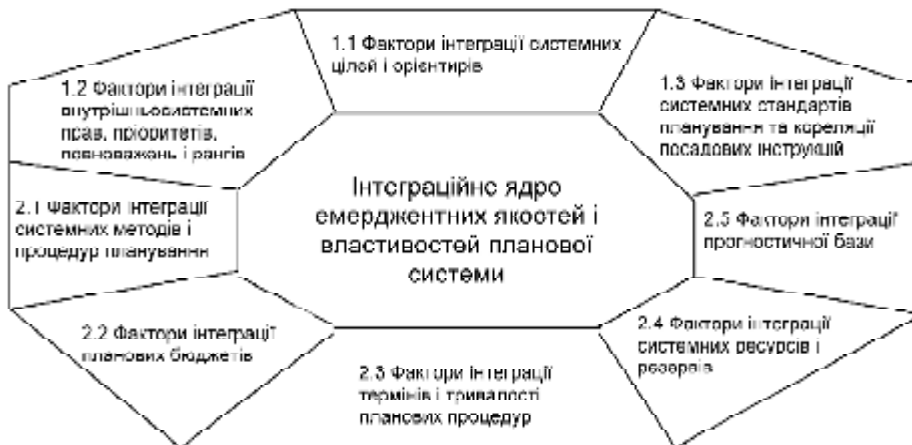 1.1 Фактори інтеграції системних
цілей і орієнтирів
1.2 Фактори інтеграції
внутрішньосистемних
прав, пріоритетів,
повноважень і рангів
1.3 Фактори інтеграції
системних стандартів
планування та кореляції
посадових інструкцій
Інтеграційне ядро
емерджентних якостей і
властивостей планової
системи
2.1 Фактори інтеграції
системних методів і
процедур планування
2.5 Фактори інтеграції
прогностичної бази
2.2 Фактори інтеграції
планових бюджетів
2.4 Фактори інтеграції
системних ресурсів і
резервів
2.3 Фактори інтеграції
термінів і тривалості
планових процедур